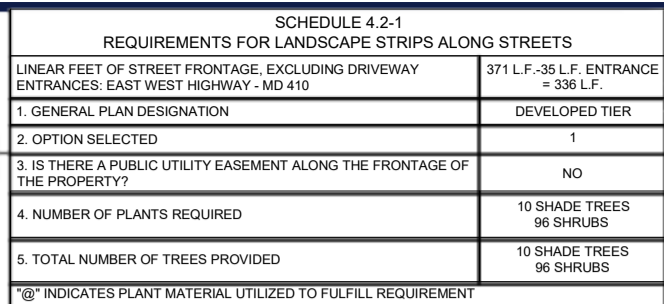 SCHEDULE 4.2-1
REQUIREMENTS FOR LANDSCAPE STRIPS ALONG STREETS
LINEAR FEET OF STREET FRONTAGE, EXCLUDING DRIVEWAY
ENTRANCES: EAST WEST HIGHWAY - MD 410
371 L.F.-35 L.F. ENTRANCE
= 336 L.F.
1. GENERAL PLAN DESIGNATION
DEVELOPED TIER
2. OPTION SELECTED
1
3. IS THERE A PUBLIC UTILITY EASEMENT ALONG THE FRONTAGE OF
THE PROPERTY?
NO
4. NUMBER OF PLANTS REQUIRED
10 SHADE TREES
96 SHRUBS
5. TOTAL NUMBER OF TREES PROVIDED
10 SHADE TREES
96 SHRUBS
"@" INDICATES PLANT MATERIAL UTILIZED TO FULFILL REQUIREMENT